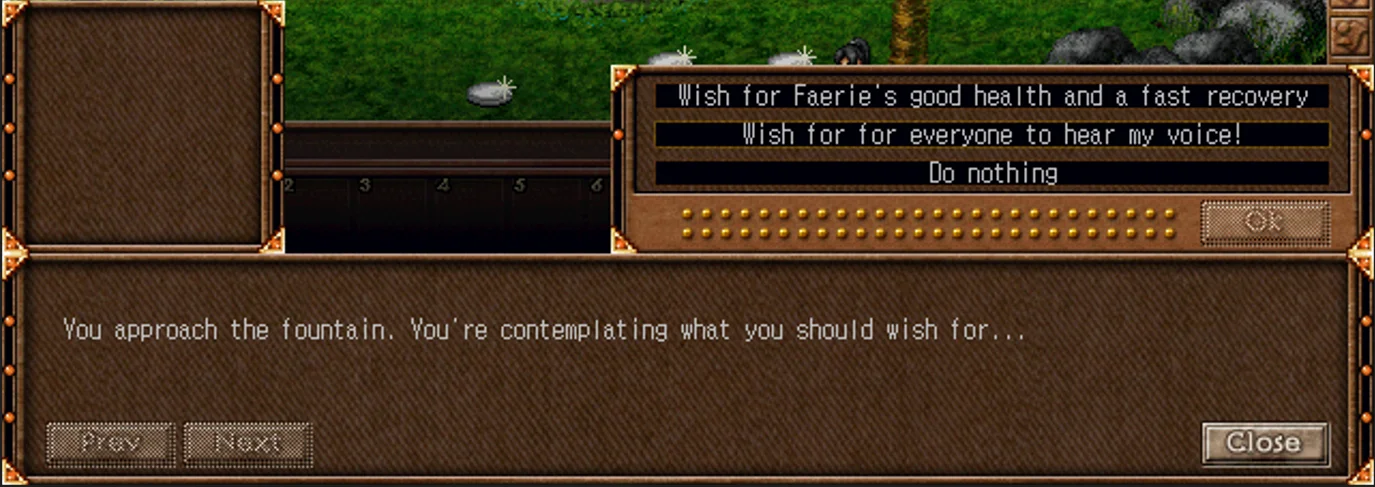 Wish for Faerie's good health and a fast recovery
Wish for for everyone to hear my voice!
Do nothing
2 3 4 5 6
Ok
You approach the fountain. You're contemplating what you should wish for...
Prev Next Close